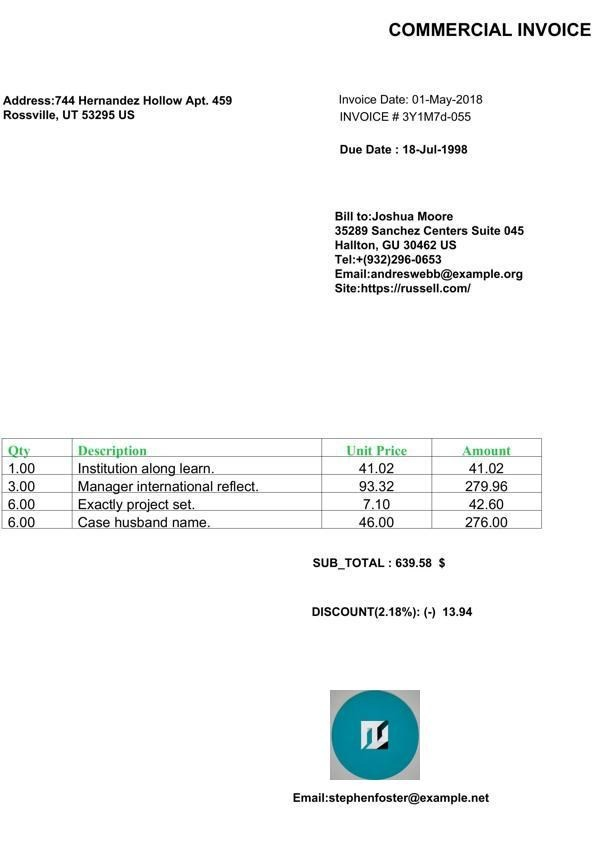 COMMERCIAL INVOICE
Address:744 Hernandez Hollow Apt. 459
Rossville, UT 53295 US
Invoice Date: 01-May-2018
INVOICE # 3Y1M7d-055
Due Date : 18-Jul-1998
Bill to:Joshua Moore
35289 Sanchez Centers Suite 045
Hallton, GU 30462 US
Tel:+(932)296-0653
Email:andreswebb@example.org
Site:https://russell.com/
Qty Description Unit Price Amount
1.00 Institution along learn. 41.02 41.02
3.00 Manager international reflect. 93.32 279.96
6.00 Exactly project set. 7.10 42.60
6.00 Case husband name. 46.00 276.00
SUB_TOTAL : 639.58 $
DISCOUNT(2.18%): (-) 13.94
Email:stephenfoster@example.net